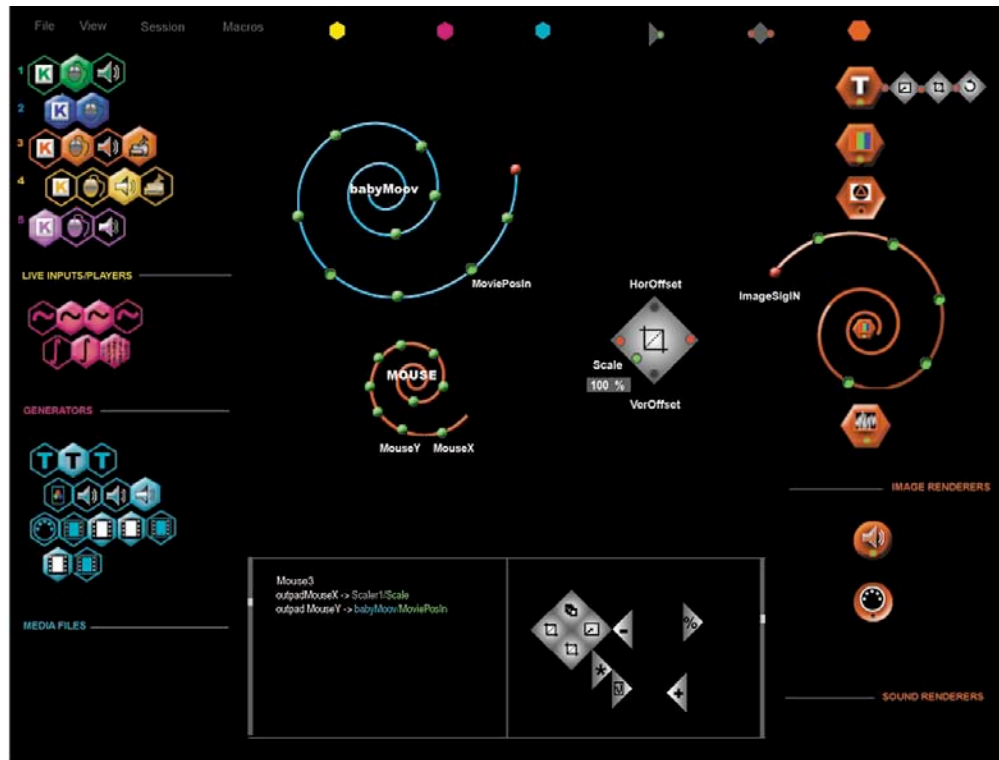 File View Session Macros
1 K
2 K
3 K
4 K
5 K
LIVE INPUTS/PLAYERS
GENERATORS
T T T
MEDIA FILES
babyMoov
MoviePosIn
MOUSE
MouseY MouseX
HorOffset
Scale
100 %
VerOffset
T
ImageSigIN
IMAGE RENDERERS
SOUND RENDERERS
Mouse3
outpadMouseX -> Scaler1/Scale
outpad MouseY -> babyMoov/MoviePosIn
- %
*
+